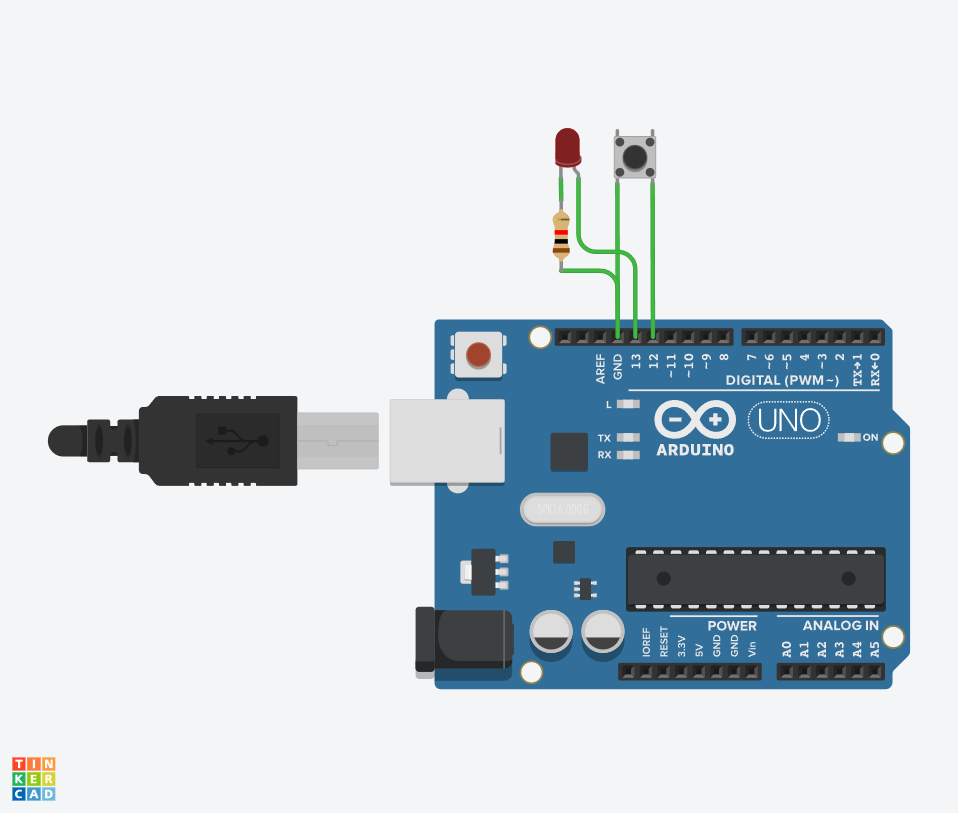 AREF
GND
13
12
~11
~10
~9
8
7
~6
~5
4
~3
2
TX→1
RX←0
DIGITAL (PWM~)
L
TX
RX
ARDUINO
UNO
ON
SPK16.000G
POWER
ANALOG IN
IOREF
RESET
3.3V
5V
GND
GND
Vin
A0
A1
A2
A3
A4
A5
TIN
KER
CAD